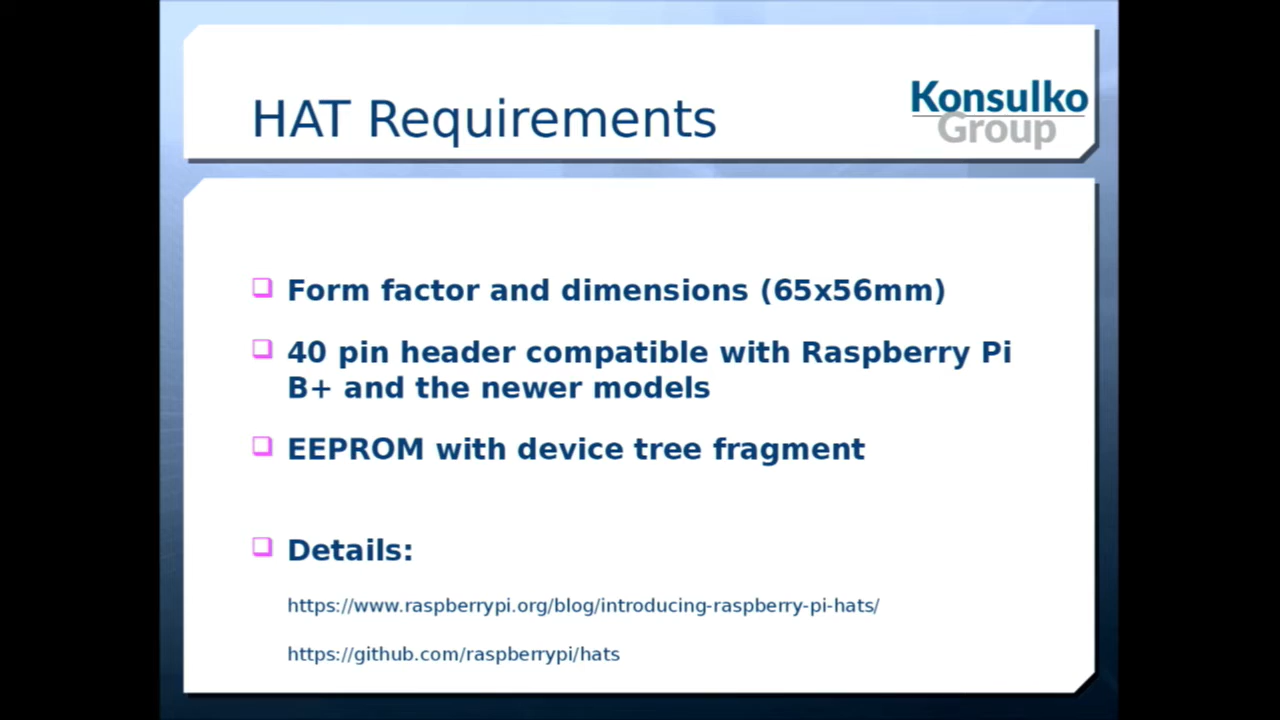 HAT Requirements
Konsulko
Group
Form factor and dimensions (65x56mm)
40 pin header compatible with Raspberry Pi
B+ and the newer models
EEPROM with device tree fragment
Details:
https://www.raspberrypi.org/blog/introducing-raspberry-pi-hats/
https://github.com/raspberrypi/hats